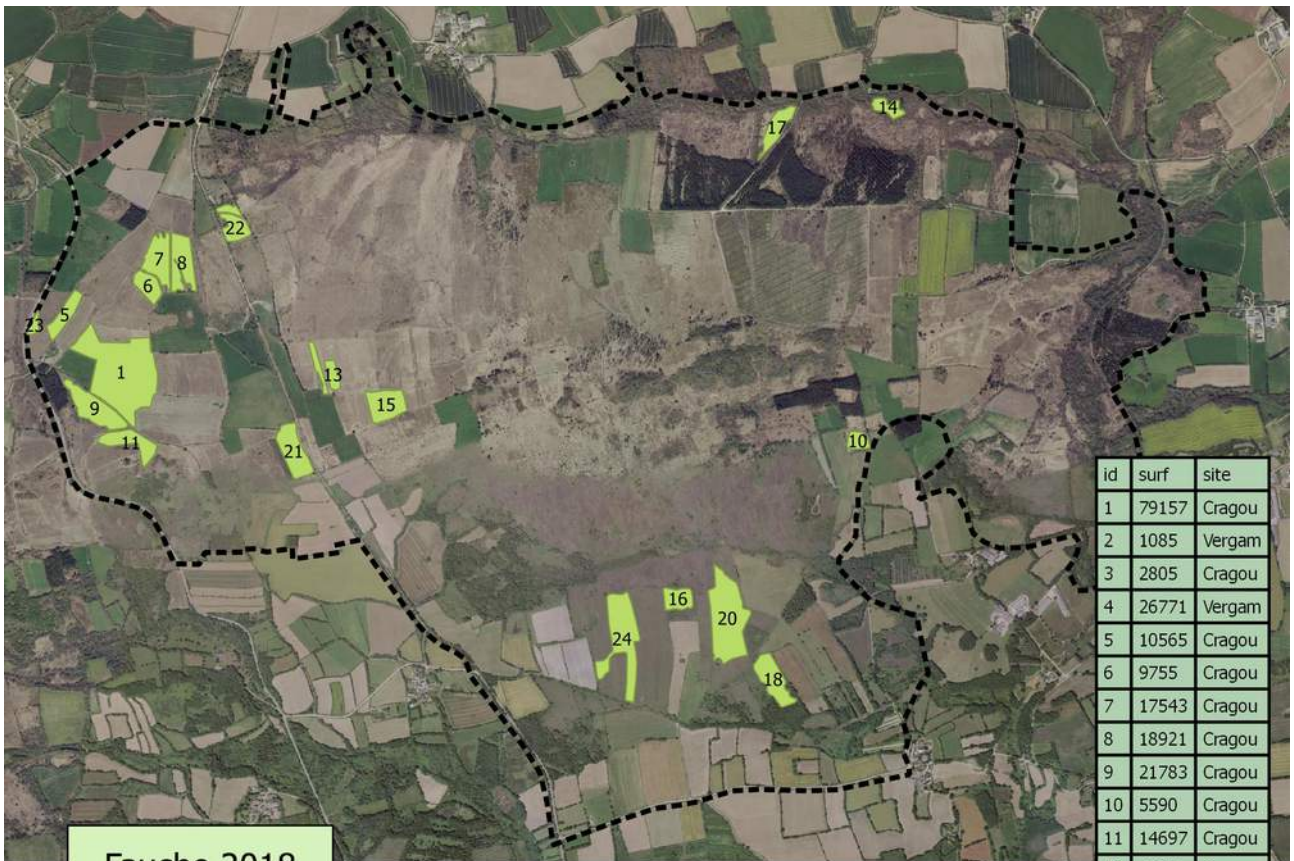 14
17
22
7
8
6
23
5
1
13
9
15
11
21
10
16
20
24
18
id surf site
1 79157 Cragou
2 1085 Vergam
3 2805 Cragou
4 26771 Vergam
5 10565 Cragou
6 9755 Cragou
7 17543 Cragou
8 18921 Cragou
9 21783 Cragou
10 5590 Cragou
11 14697 Cragou
Fauche 2018